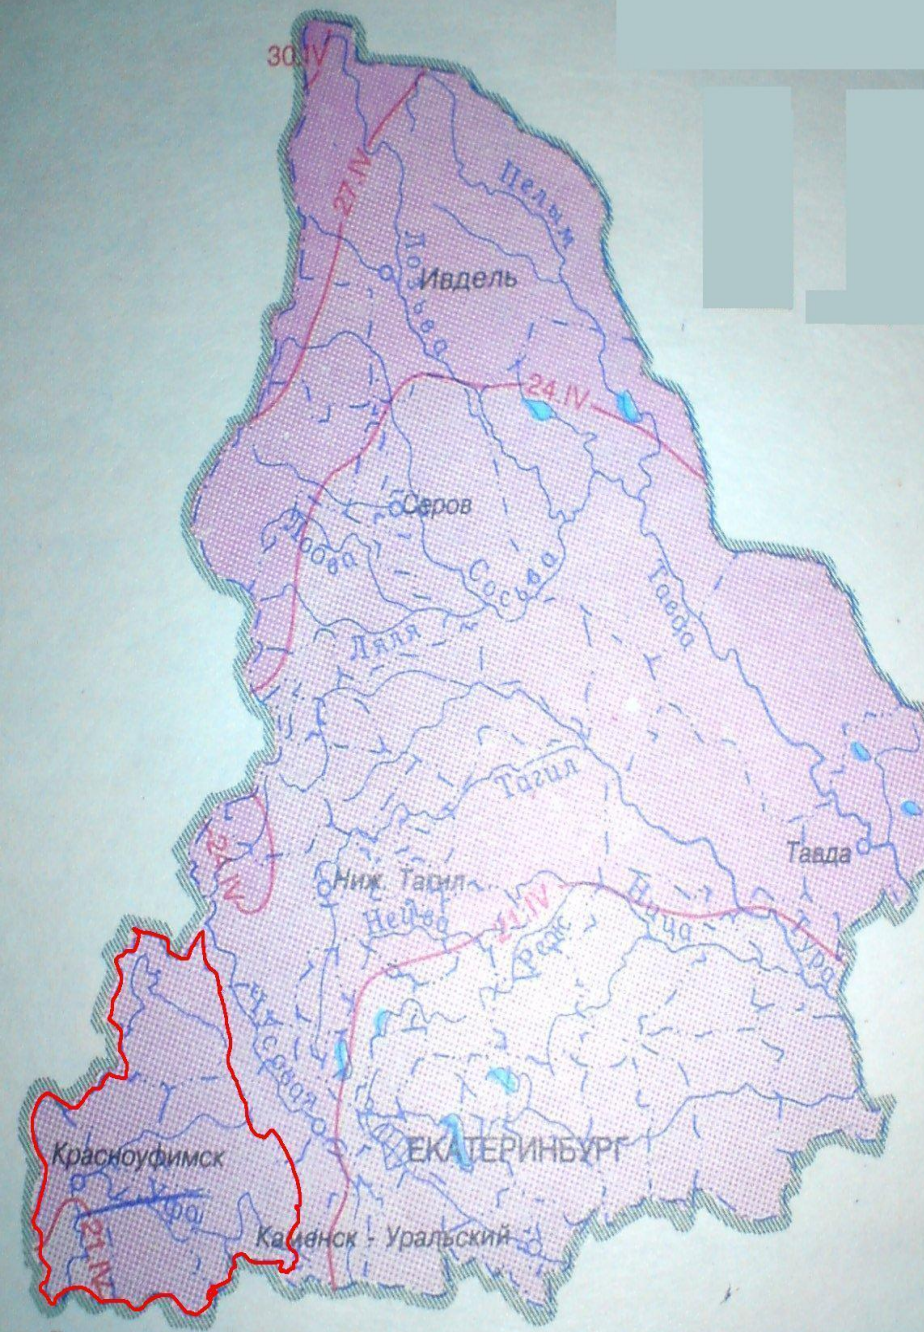 30.IV
27.IV
Пелым
Лозьва
Ивдель
24.IV
Серов
Лобва
Сосьва
Тавда
Ляля
Тагил
Тавда
24.IV
Ниж. Тагил
Нейва
21.IV
Реж
Ница
Тура
Чусовая
Красноуфимск
ЕКАТЕРИНБУРГ
Уфа
Каменск - Уральский
21.IV